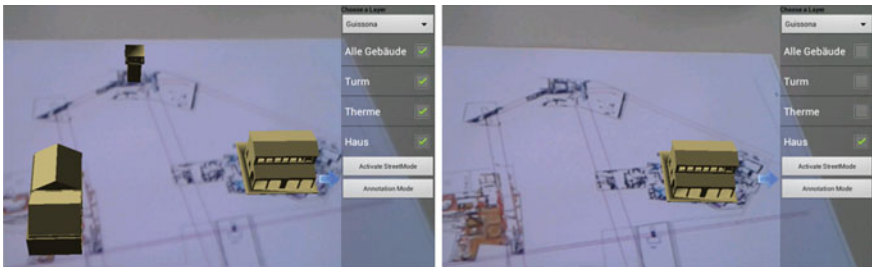 Choose a Layer
Guissona
Alle Gebäude
Turm
Therme
Haus
Activate StreetMode
Annotation Mode
Choose a Layer
Guissona
Alle Gebäude
Turm
Therme
Haus
Activate StreetMode
Annotation Mode